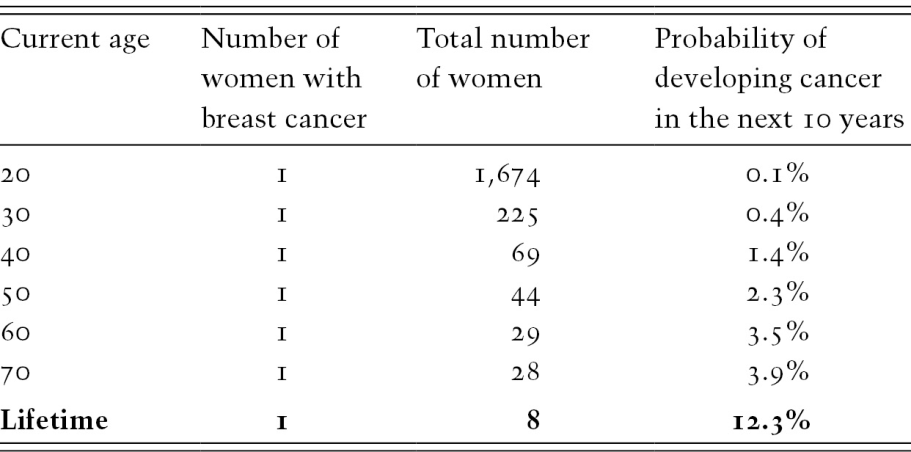 Current age Number of women with breast cancer Total number of women Probability of developing cancer in the next 10 years
20 1 1,674 0.1%
30 1 225 0.4%
40 1 69 1.4%
50 1 44 2.3%
60 1 29 3.5%
70 1 28 3.9%
Lifetime 1 8 12.3%